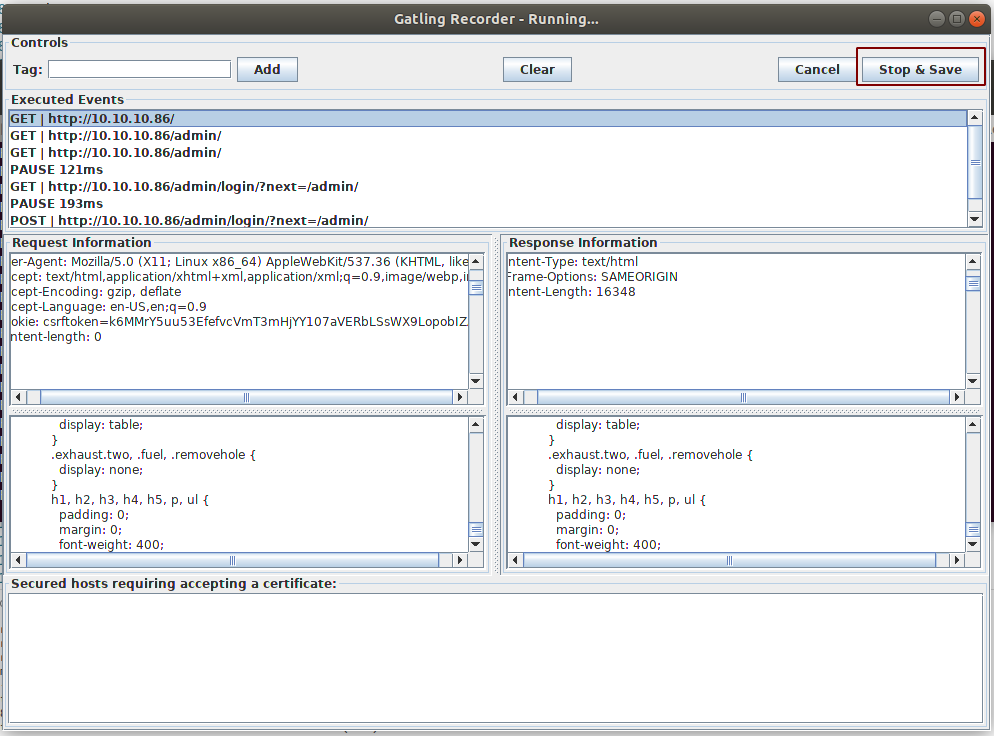 Gatling Recorder - Running...
Controls
Tag: Add Clear Cancel Stop & Save
Executed Events
GET | http://10.10.10.86/
GET | http://10.10.10.86/admin/
GET | http://10.10.10.86/admin/
PAUSE 121ms
GET | http://10.10.10.86/admin/login/?next=/admin/
PAUSE 193ms
POST | http://10.10.10.86/admin/login/?next=/admin/
Request Information
er-Agent: Mozilla/5.0 (X11; Linux x86_64) AppleWebKit/537.36 (KHTML, like
cept: text/html,application/xhtml+xml,application/xml;q=0.9,image/webp,i
cept-Encoding: gzip, deflate
cept-Language: en-US,en;q=0.9
okie: csrftoken=k6MMrY5uu53EfefvcVmT3mHjYY107aVERbLSsWX9LopobIZ
ntent-length: 0
display: table;
}
.exhaust.two, .fuel, .removehole {
display: none;
}
h1, h2, h3, h4, h5, p, ul {
padding: 0;
margin: 0;
font-weight: 400;
Response Information
ntent-Type: text/html
Frame-Options: SAMEORIGIN
ntent-Length: 16348
display: table;
}
.exhaust.two, .fuel, .removehole {
display: none;
}
h1, h2, h3, h4, h5, p, ul {
padding: 0;
margin: 0;
font-weight: 400;
Secured hosts requiring accepting a certificate: